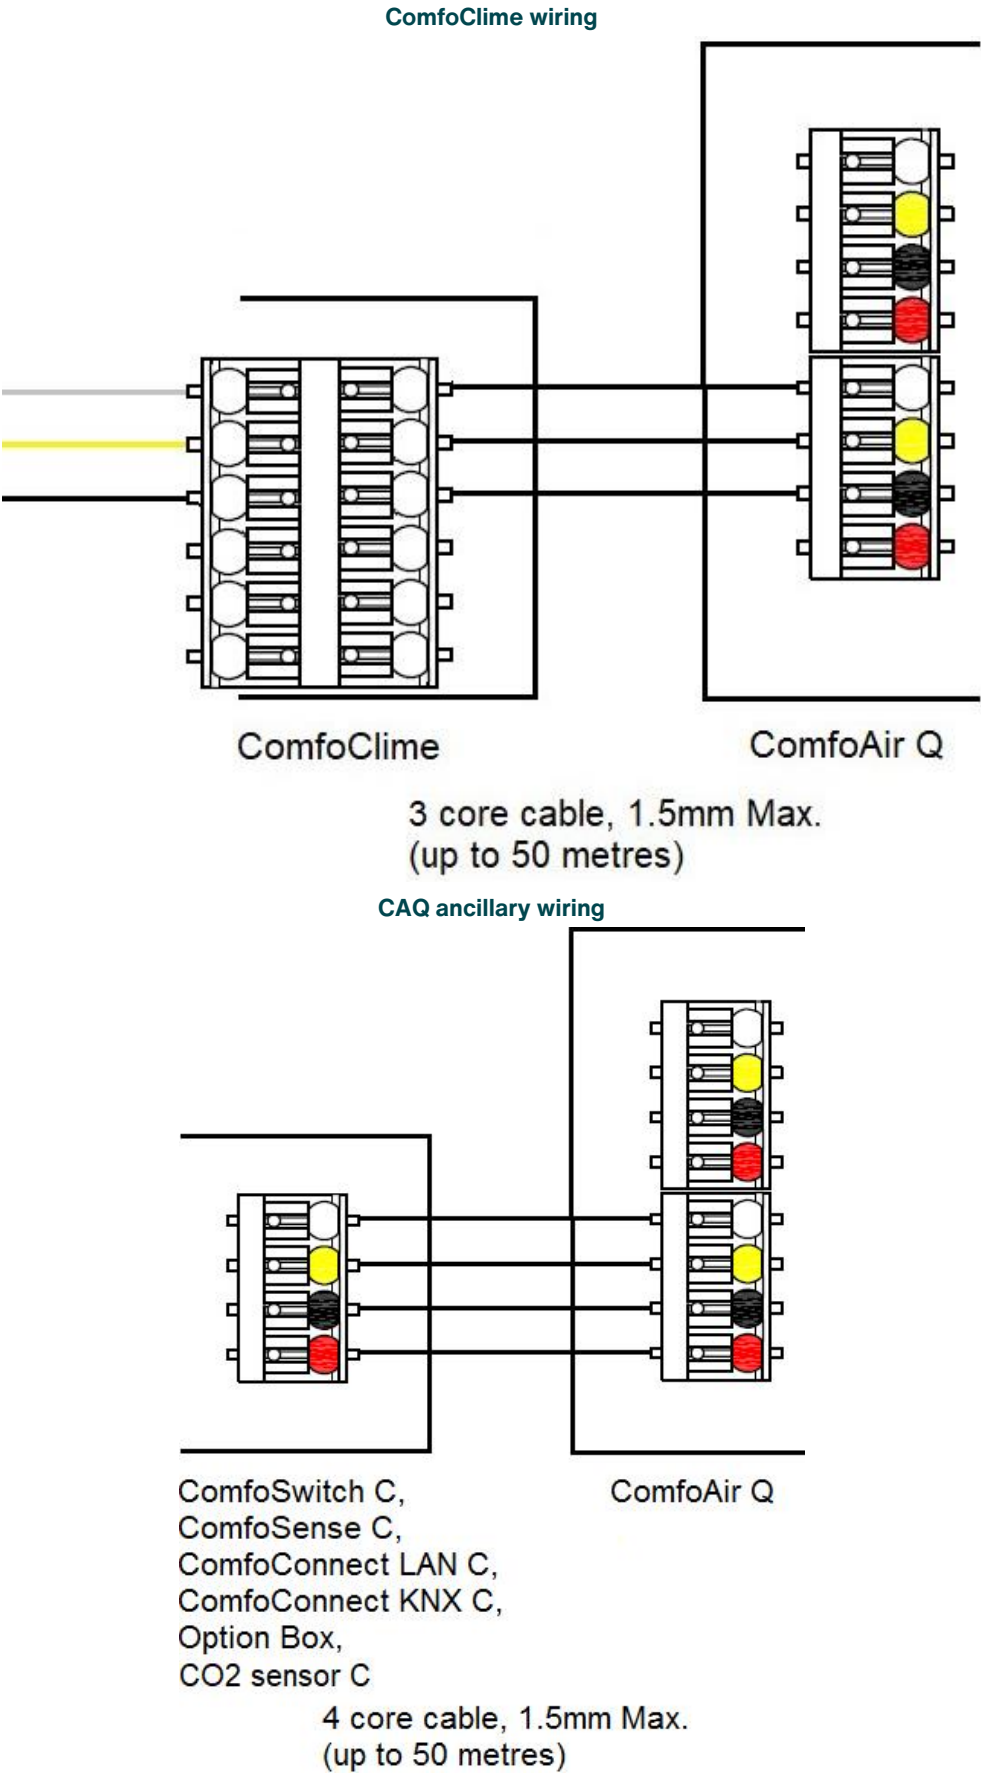 ComfoClime wiring
ComfoClime
ComfoAir Q
3 core cable, 1.5mm Max.
(up to 50 metres)
CAQ ancillary wiring
ComfoSwitch C,
ComfoSense C,
ComfoConnect LAN C,
ComfoConnect KNX C,
Option Box,
CO2 sensor C
ComfoAir Q
4 core cable, 1.5mm Max.
(up to 50 metres)